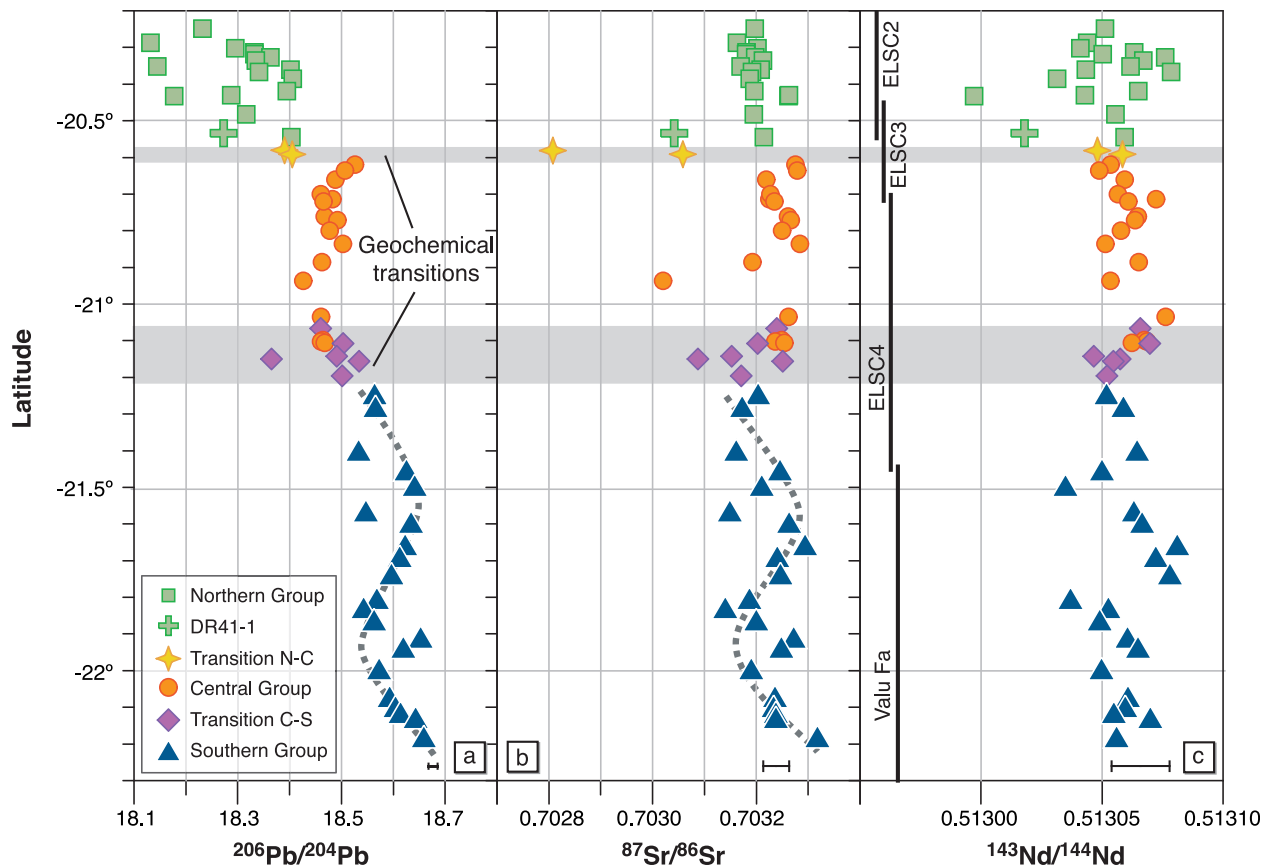 Latitude
-20.5°
-21°
-21.5°
-22°
Geochemical
transitions
Northern Group
DR41-1
Transition N-C
Central Group
Transition C-S
Southern Group
a
b
c
ELSC2
ELSC3
ELSC4
Valu Fa
18.1 18.3 18.5 18.7
0.7028 0.7030 0.7032
0.51300 0.51305 0.51310
206Pb/204Pb
87Sr/86Sr
143Nd/144Nd